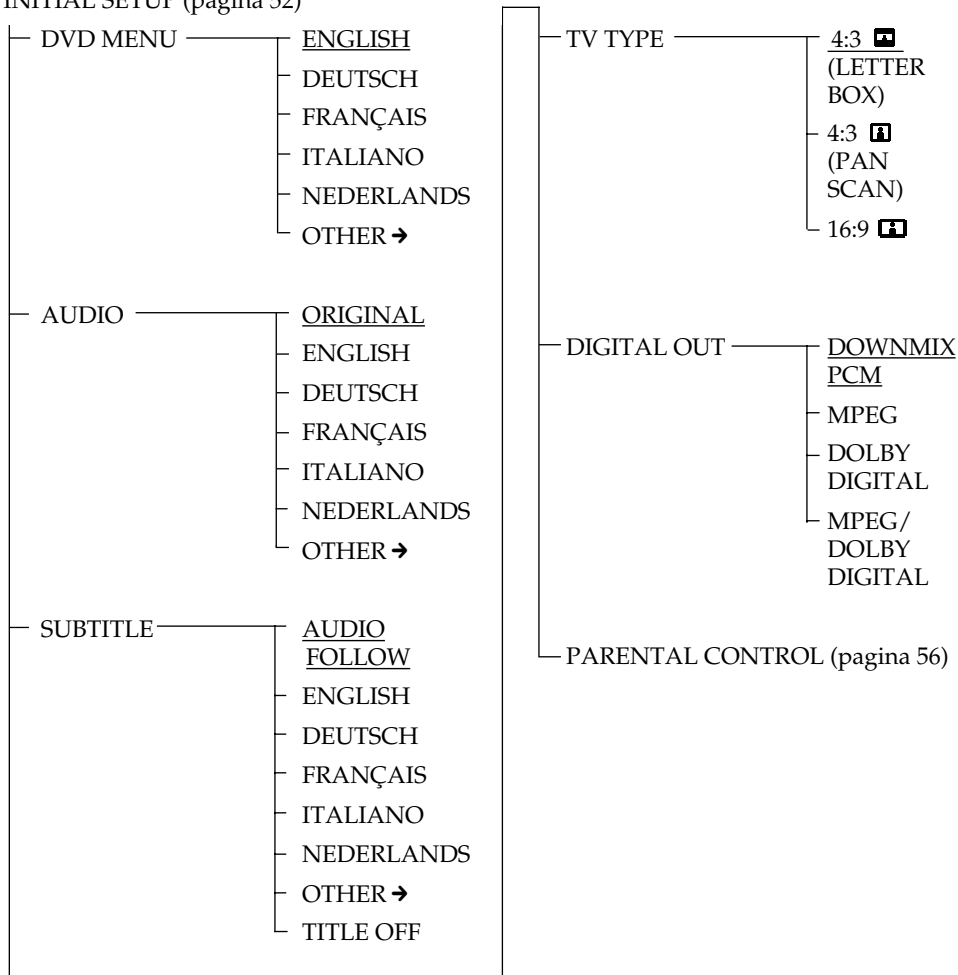 INITIAL SETUP (pagina 52)
DVD MENU
ENGLISH
DEUTSCH
FRANÇAIS
ITALIANO
NEDERLANDS
OTHER →
AUDIO
ORIGINAL
ENGLISH
DEUTSCH
FRANÇAIS
ITALIANO
NEDERLANDS
OTHER →
SUBTITLE
AUDIO
FOLLOW
ENGLISH
DEUTSCH
FRANÇAIS
ITALIANO
NEDERLANDS
OTHER →
TITLE OFF
TV TYPE
4:3
(LETTER
BOX)
4:3
(PAN
SCAN)
16:9
DIGITAL OUT
DOWNMIX
PCM
MPEG
DOLBY
DIGITAL
MPEG/
DOLBY
DIGITAL
PARENTAL CONTROL (pagina 56)